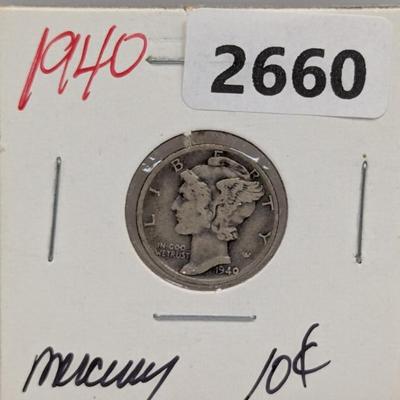 1940
2660
LIBERTY
IN GOD
WE TRUST
1940
mercury 10¢